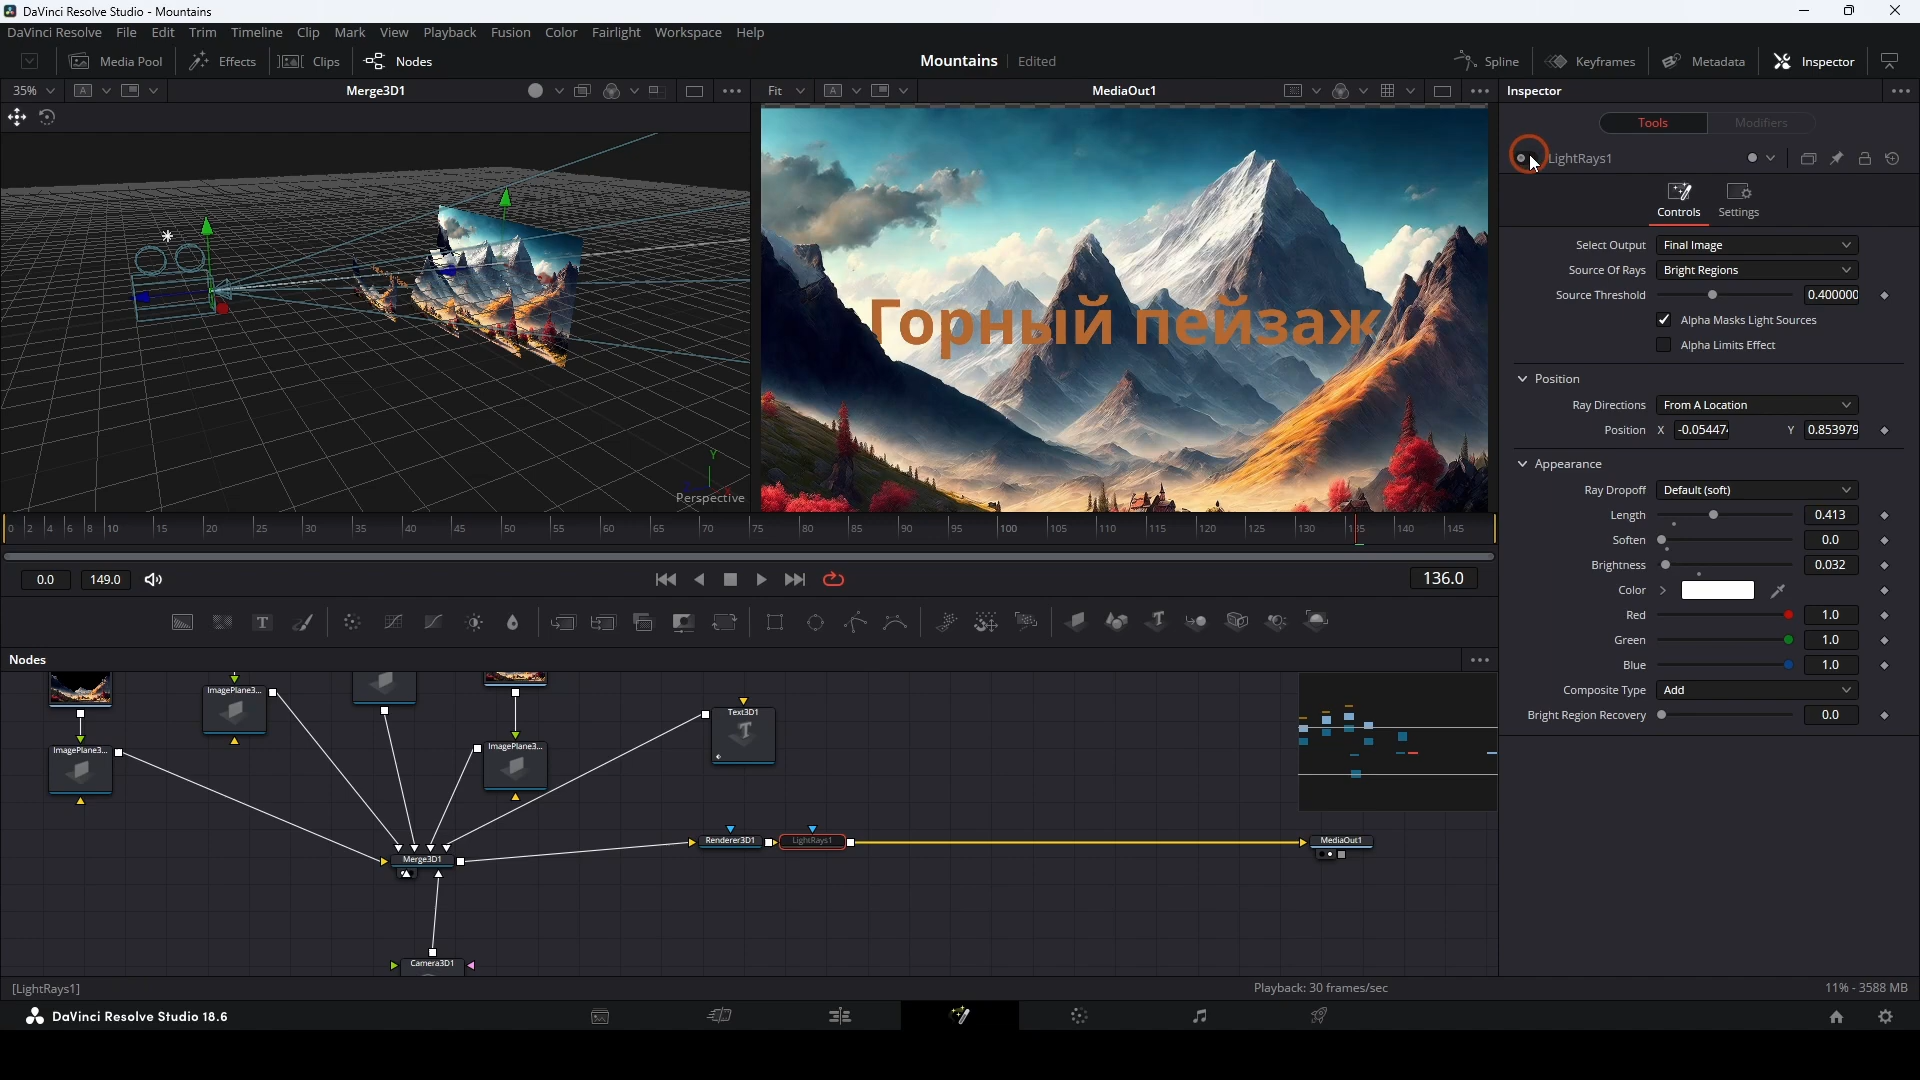 DaVinci Resolve Studio - Mountains
DaVinci Resolve File Edit Trim Timeline Clip Mark View Playback Fusion Color Fairlight Workspace Help
Media Pool Effects Clips Nodes Mountains Edited Spline Keyframes Metadata Inspector
35% A Merge3D1 Fit A MediaOut1 Inspector
Tools Modifiers
LightRays1
Controls Settings
Select Output Final Image
Source Of Rays Bright Regions
Source Threshold 0.400000
Alpha Masks Light Sources
Alpha Limits Effect
Position
Ray Directions From A Location
Position X -0.05447 Y 0.853979
Appearance
Ray Dropoff Default (soft)
Length 0.413
Soften 0.0
Brightness 0.032
Color
Red 1.0
Green 1.0
Blue 1.0
Composite Type Add
Bright Region Recovery 0.0
Горный пейзаж
Y
Perspective
0 2 4 6 8 10 15 20 25 30 35 40 45 50 55 60 65 70 75 80 85 90 95 100 105 110 115 120 125 130 135 140 145
0.0 149.0 136.0
Nodes
ImagePlane3...
Text3D1
ImagePlane3... ImagePlane3...
Renderer3D1 LightRays1 MediaOut1
Merge3D1
Camera3D1
[LightRays1] Playback: 30 frames/sec 11% - 3588 MB
DaVinci Resolve Studio 18.6